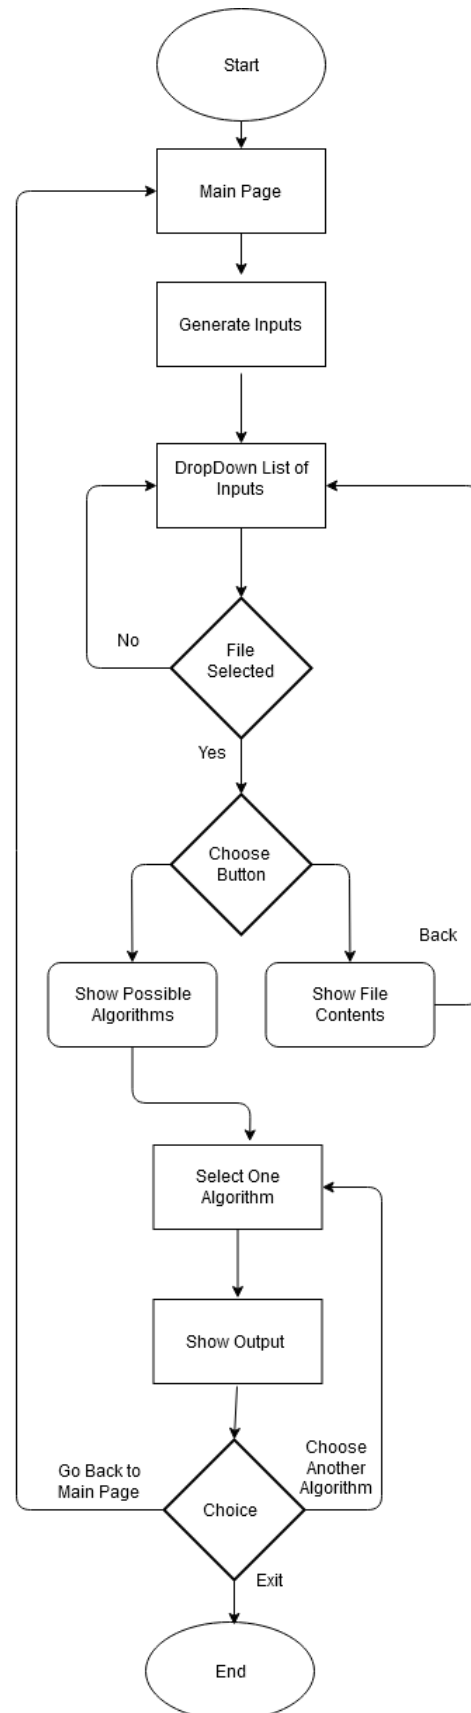 Start
Main Page
Generate Inputs
DropDown List of
Inputs
No
File
Selected
Yes
Choose
Button
Back
Show Possible
Algorithms
Show File
Contents
Select One
Algorithm
Show Output
Go Back to
Main Page
Choose
Another
Algorithm
Choice
Exit
End